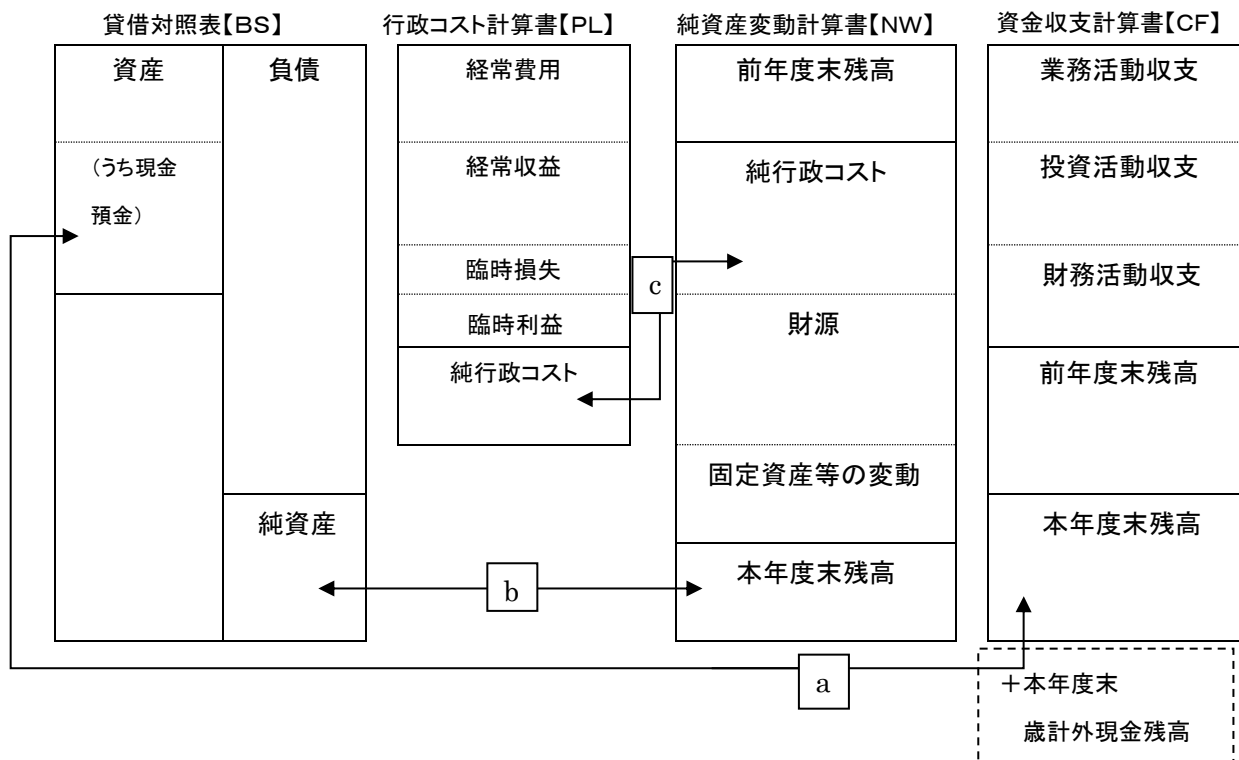 貸借対照表【BS】
資産
負債
（うち現金
預金）
純資産
行政コスト計算書【PL】
経常費用
経常収益
臨時損失
臨時利益
純行政コスト
純資産変動計算書【NW】
前年度末残高
純行政コスト
財源
固定資産等の変動
本年度末残高
資金収支計算書【CF】
業務活動収支
投資活動収支
財務活動収支
前年度末残高
本年度末残高
＋本年度末
歳計外現金残高
c
b
a